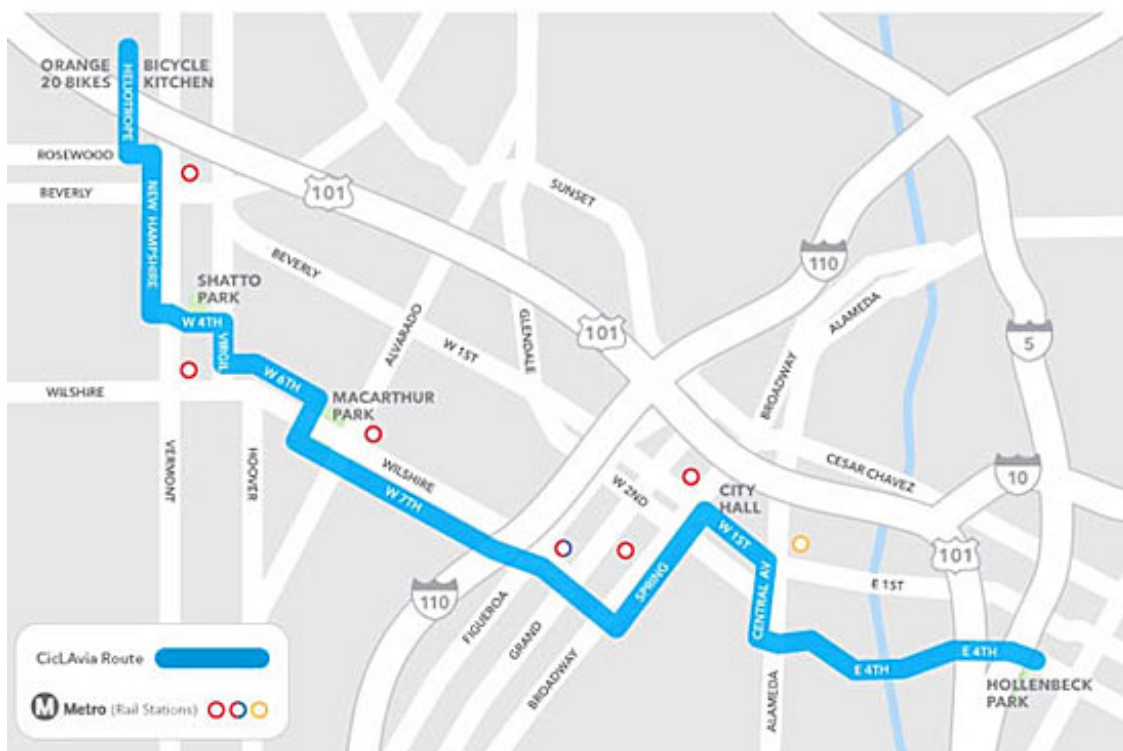 ORANGE
20 BIKES
BICYCLE
KITCHEN
HELIOTROPE
ROSEWOOD
BEVERLY
NEW HAMPSHIRE
101
SUNSET
110
BEVERLY
SHATTO
PARK
W 4TH
VIRGIL
ALVARADO
GLENDALE
W 1ST
101
BROADWAY
ALAMEDA
5
WILSHIRE
W 6TH
MACARTHUR
PARK
VERMONT
HOOVER
WILSHIRE
W 7TH
W 2ND
CITY
HALL
CESAR CHAVEZ
10
W 1ST
101
E 1ST
SPRING
CENTRAL AV
110
FIGUEROA
GRAND
BROADWAY
ALAMEDA
E 4TH
E 4TH
HOLLENBECK
PARK
CicLAvia Route
M Metro (Rail Stations)